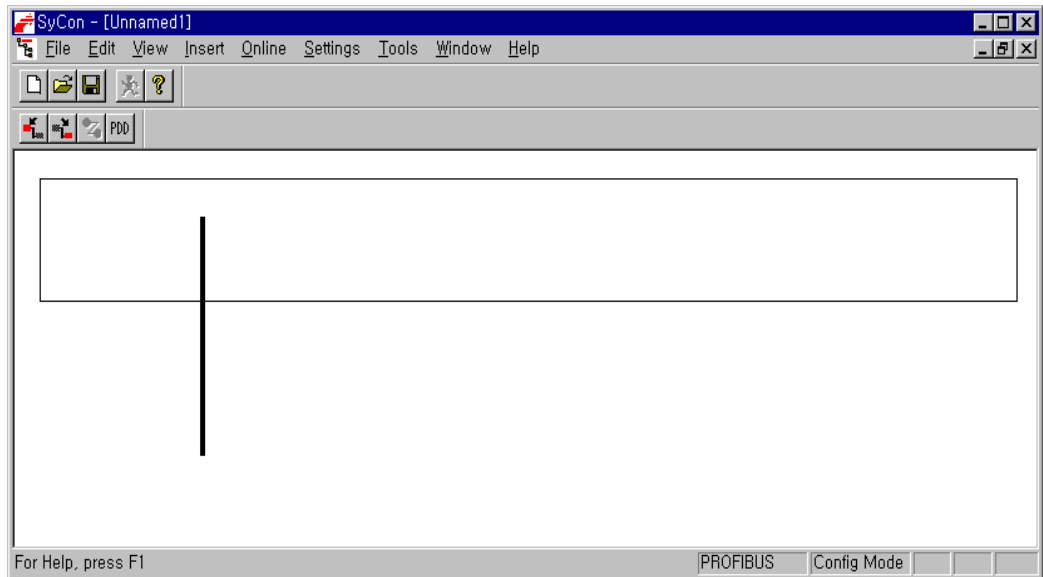 SyCon - [Unnamed1]
File Edit View Insert Online Settings Tools Window Help
PDD
For Help, press F1 PROFIBUS Config Mode